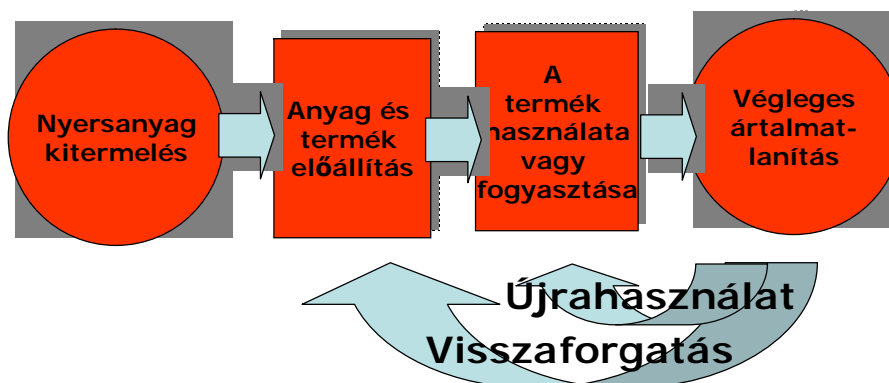 Nyersanyag
kitermelés
Anyag és
termék
előállítás
A
termék
használata
vagy
fogyasztása
Végleges
ártalmat-
lanítás
Újrahasználat
Visszaforgatás